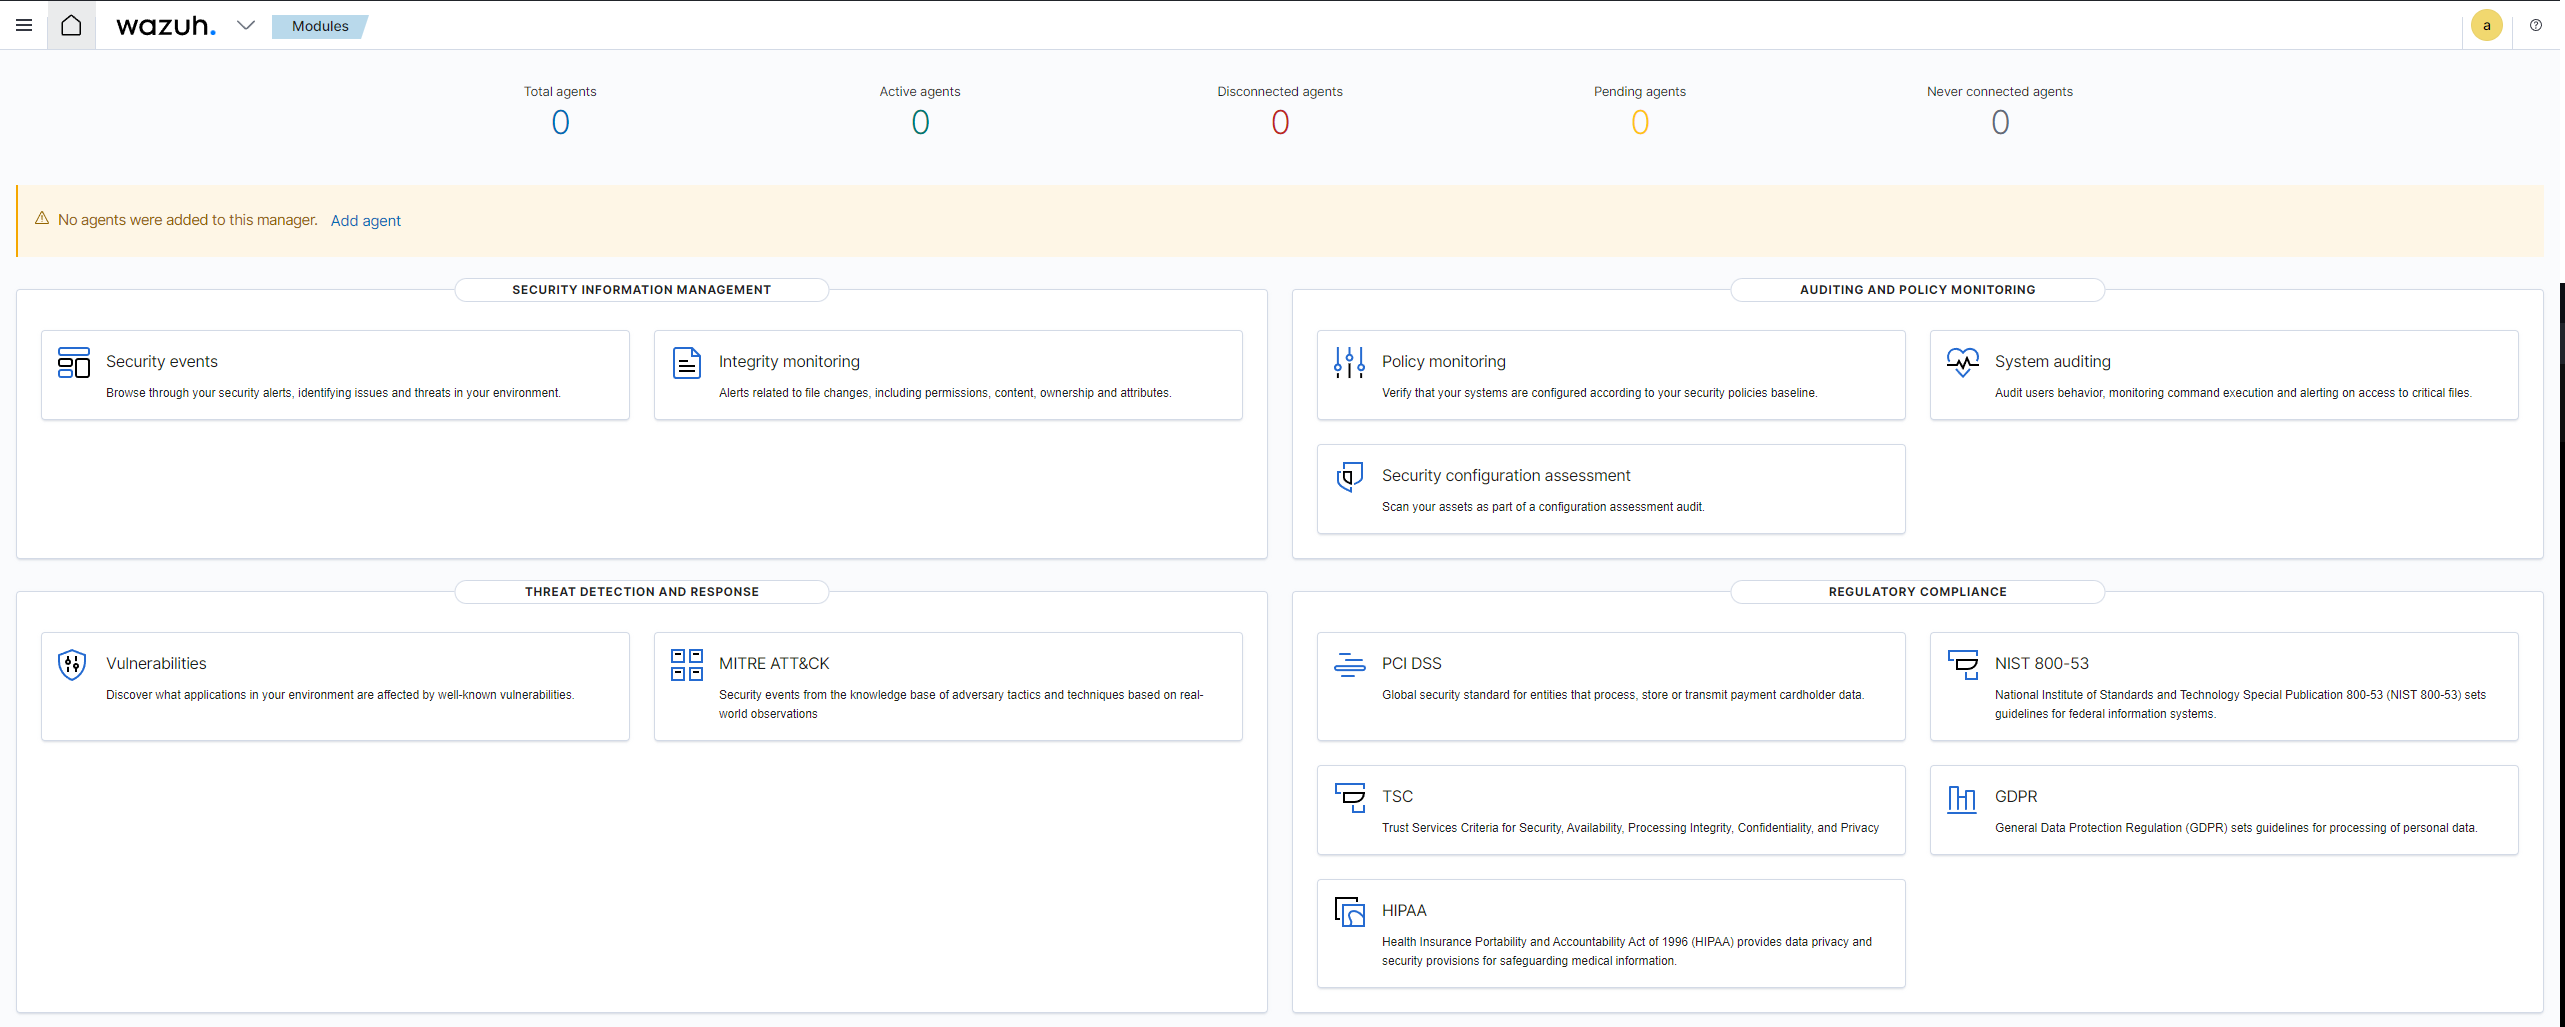 wazuh.
Modules
a
Total agents
0
Active agents
0
Disconnected agents
0
Pending agents
0
Never connected agents
0
No agents were added to this manager. Add agent
SECURITY INFORMATION MANAGEMENT
Security events
Browse through your security alerts, identifying issues and threats in your environment.
Integrity monitoring
Alerts related to file changes, including permissions, content, ownership and attributes.
AUDITING AND POLICY MONITORING
Policy monitoring
Verify that your systems are configured according to your security policies baseline.
System auditing
Audit users behavior, monitoring command execution and alerting on access to critical files.
Security configuration assessment
Scan your assets as part of a configuration assessment audit.
THREAT DETECTION AND RESPONSE
Vulnerabilities
Discover what applications in your environment are affected by well-known vulnerabilities.
MITRE ATT&CK
Security events from the knowledge base of adversary tactics and techniques based on real-
world observations
REGULATORY COMPLIANCE
PCI DSS
Global security standard for entities that process, store or transmit payment cardholder data.
NIST 800-53
National Institute of Standards and Technology Special Publication 800-53 (NIST 800-53) sets
guidelines for federal information systems.
TSC
Trust Services Criteria for Security, Availability, Processing Integrity, Confidentiality, and Privacy
GDPR
General Data Protection Regulation (GDPR) sets guidelines for processing of personal data.
HIPAA
Health Insurance Portability and Accountability Act of 1996 (HIPAA) provides data privacy and
security provisions for safeguarding medical information.